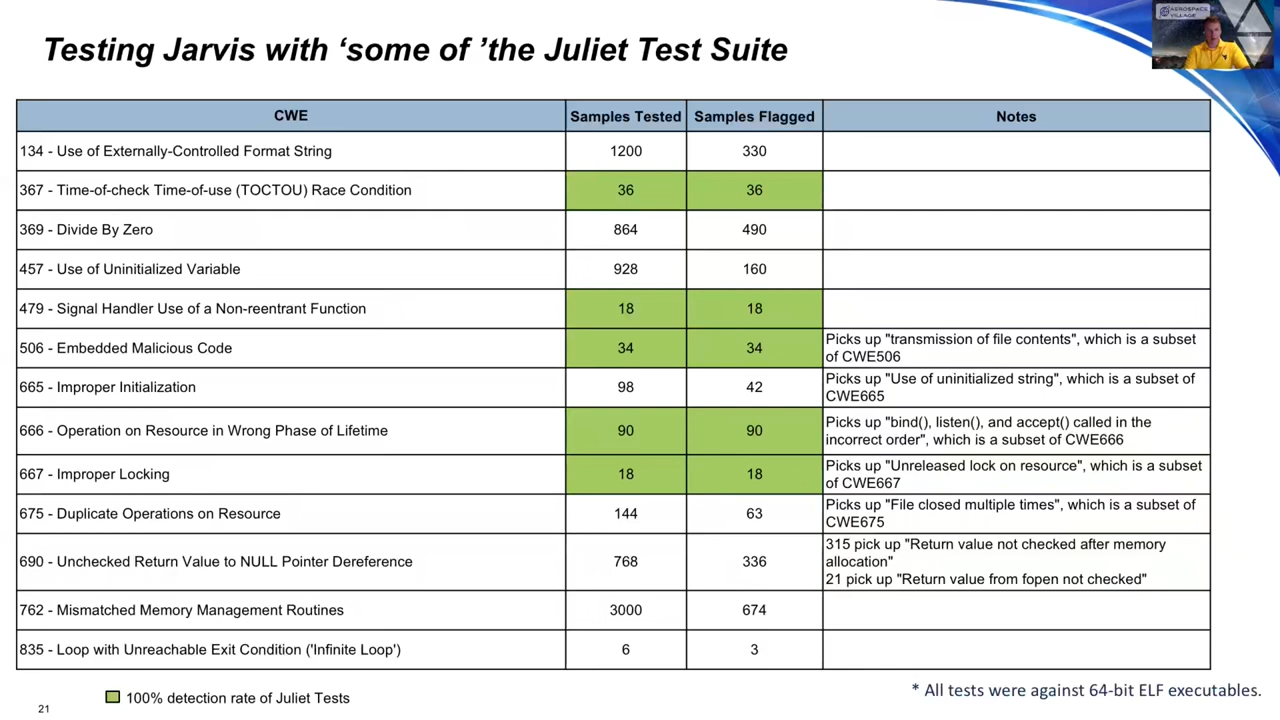 AEROSPACE
VILLAGE
Testing Jarvis with ‘some of ’the Juliet Test Suite
CWE Samples Tested Samples Flagged Notes
134 - Use of Externally-Controlled Format String 1200 330
367 - Time-of-check Time-of-use (TOCTOU) Race Condition 36 36
369 - Divide By Zero 864 490
457 - Use of Uninitialized Variable 928 160
479 - Signal Handler Use of a Non-reentrant Function 18 18
506 - Embedded Malicious Code 34 34 Picks up "transmission of file contents", which is a subset
of CWE506
665 - Improper Initialization 98 42 Picks up "Use of uninitialized string", which is a subset of
CWE665
666 - Operation on Resource in Wrong Phase of Lifetime 90 90 Picks up "bind(), listen(), and accept() called in the
incorrect order", which is a subset of CWE666
667 - Improper Locking 18 18 Picks up "Unreleased lock on resource", which is a subset
of CWE667
675 - Duplicate Operations on Resource 144 63 Picks up "File closed multiple times", which is a subset of
CWE675
690 - Unchecked Return Value to NULL Pointer Dereference 768 336 315 pick up "Return value not checked after memory
allocation"
21 pick up "Return value from fopen not checked"
762 - Mismatched Memory Management Routines 3000 674
835 - Loop with Unreachable Exit Condition ('Infinite Loop') 6 3
100% detection rate of Juliet Tests
* All tests were against 64-bit ELF executables.
21